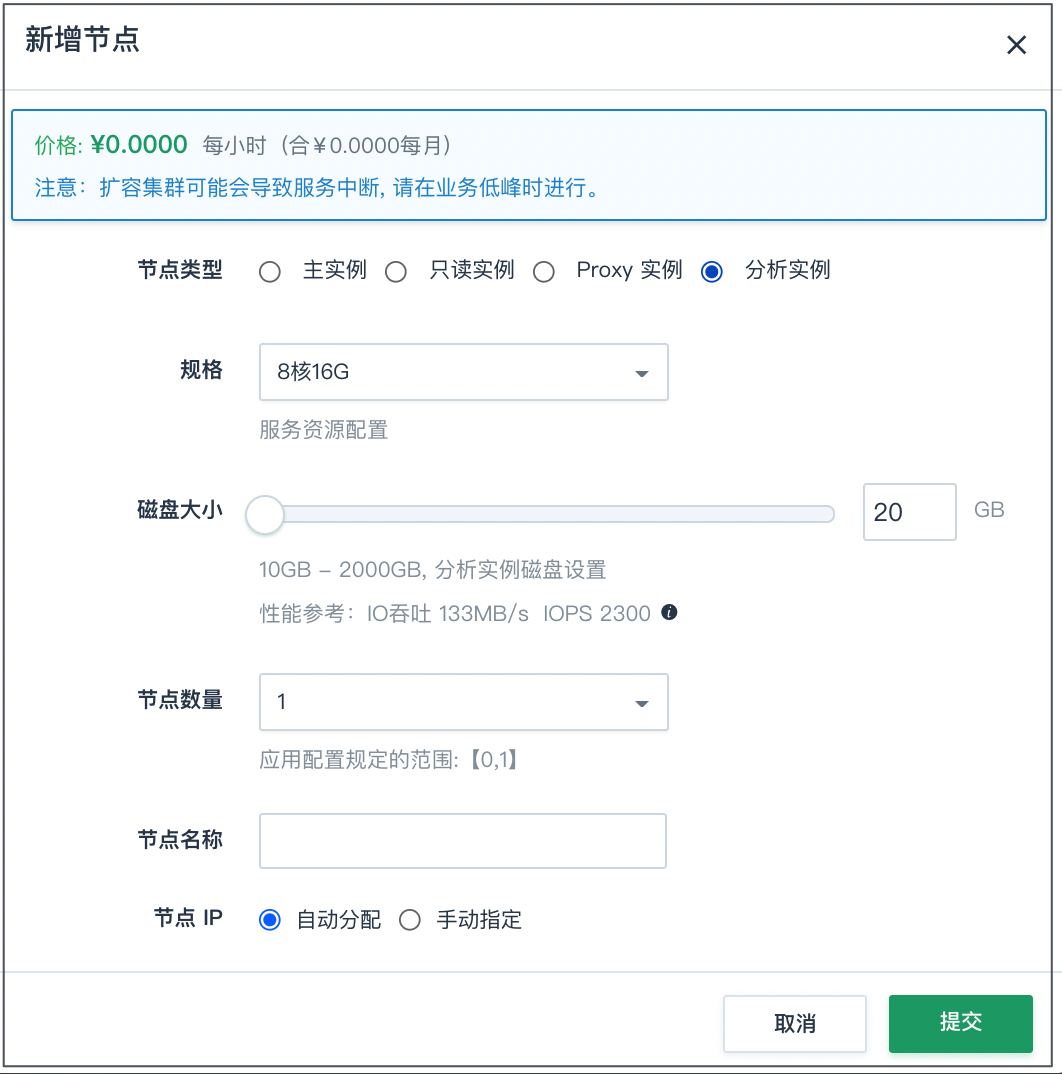 新增节点
价格: ¥0.0000 每小时（合¥0.0000每月）
注意：扩容集群可能会导致服务中断, 请在业务低峰时进行。
节点类型 主实例 只读实例 Proxy 实例 分析实例
规格 8核16G
服务资源配置
磁盘大小 20 GB
10GB – 2000GB, 分析实例磁盘设置
性能参考：IO吞吐 133MB/s IOPS 2300
节点数量 1
应用配置规定的范围:【0,1】
节点名称
节点 IP 自动分配 手动指定
取消 提交